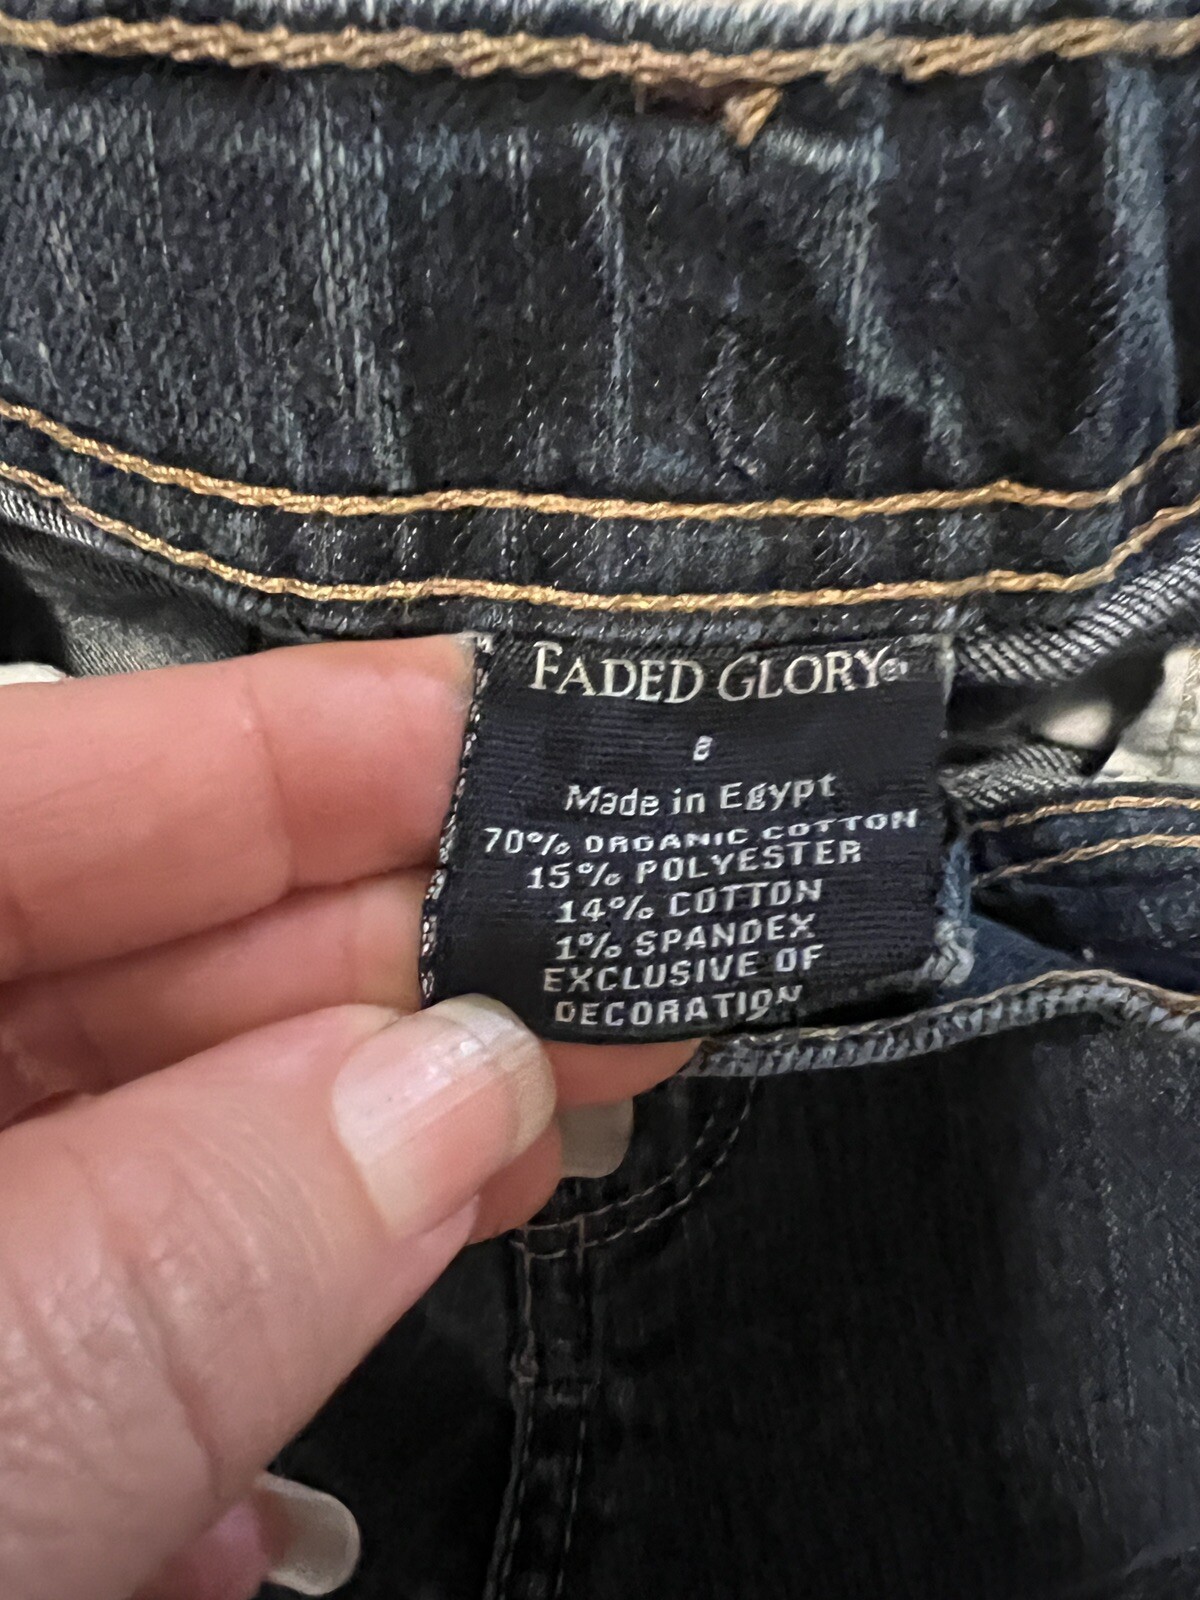 FADED GLORY®
8
Made in Egypt
70% ORGANIC COTTON
15% POLYESTER
14% COTTON
1% SPANDEX
EXCLUSIVE OF
DECORATION